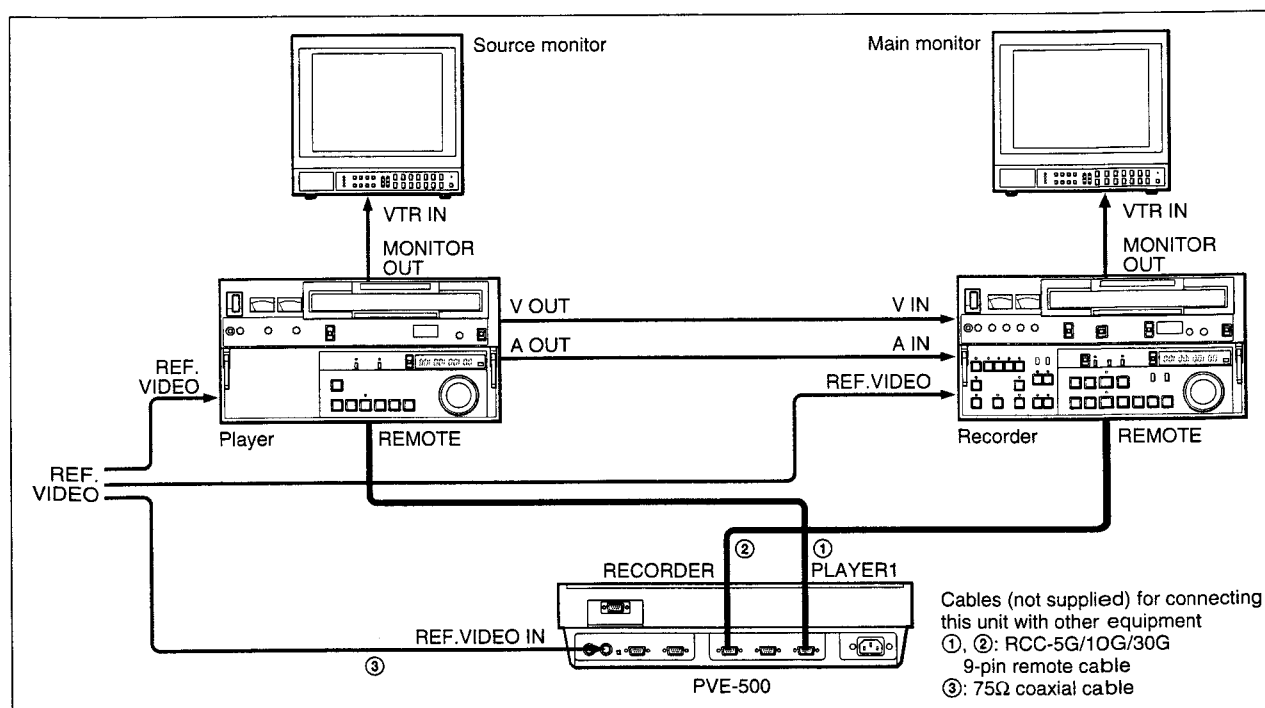 Source monitor
Main monitor
VTR IN
MONITOR
OUT
VTR IN
MONITOR
OUT
V OUT
V IN
A OUT
A IN
REF.
VIDEO
REF.VIDEO
Player
REMOTE
Recorder
REMOTE
REF.
VIDEO
②
①
RECORDER
PLAYER1
REF.VIDEO IN
③
PVE-500
Cables (not supplied) for connecting
this unit with other equipment
①, ②: RCC-5G/10G/30G
9-pin remote cable
③: 75Ω coaxial cable